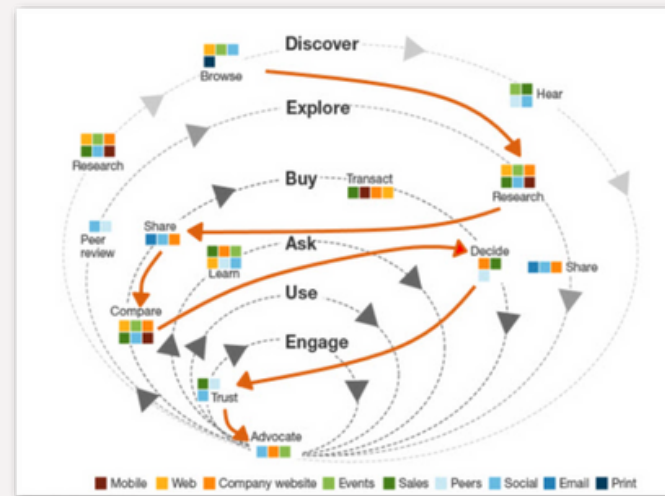 Discover
Browse
Hear
Explore
Research
Research
Buy
Transact
Share
Peer
review
Ask
Learn
Decide
Share
Use
Compare
Engage
Trust
Advocate
Mobile Web Company website Events Sales Peers Social Email Print